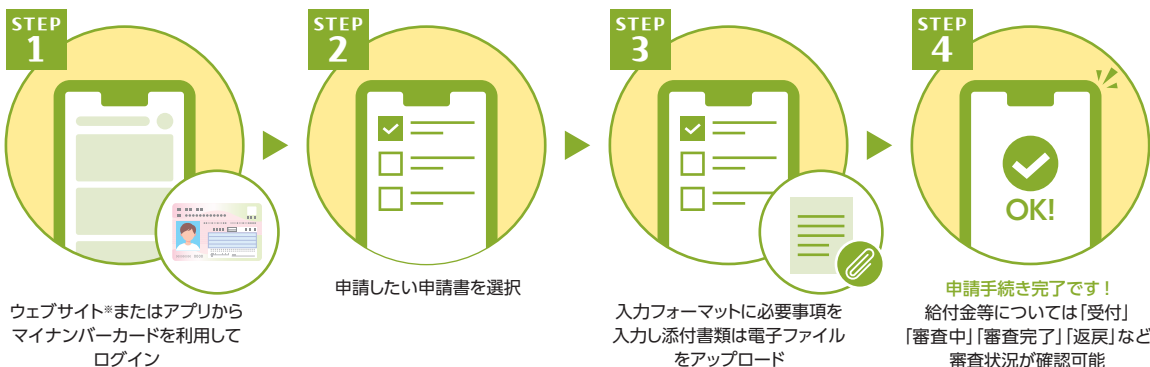 STEP
1
ウェブサイト※またはアプリから
マイナンバーカードを利用して
ログイン
STEP
2
申請したい申請書を選択
STEP
3
入力フォーマットに必要事項を
入力し添付書類は電子ファイル
をアップロード
STEP
4
OK!
申請手続き完了です！
給付金等については「受付」
「審査中」「審査完了」「返戻」など
審査状況が確認可能